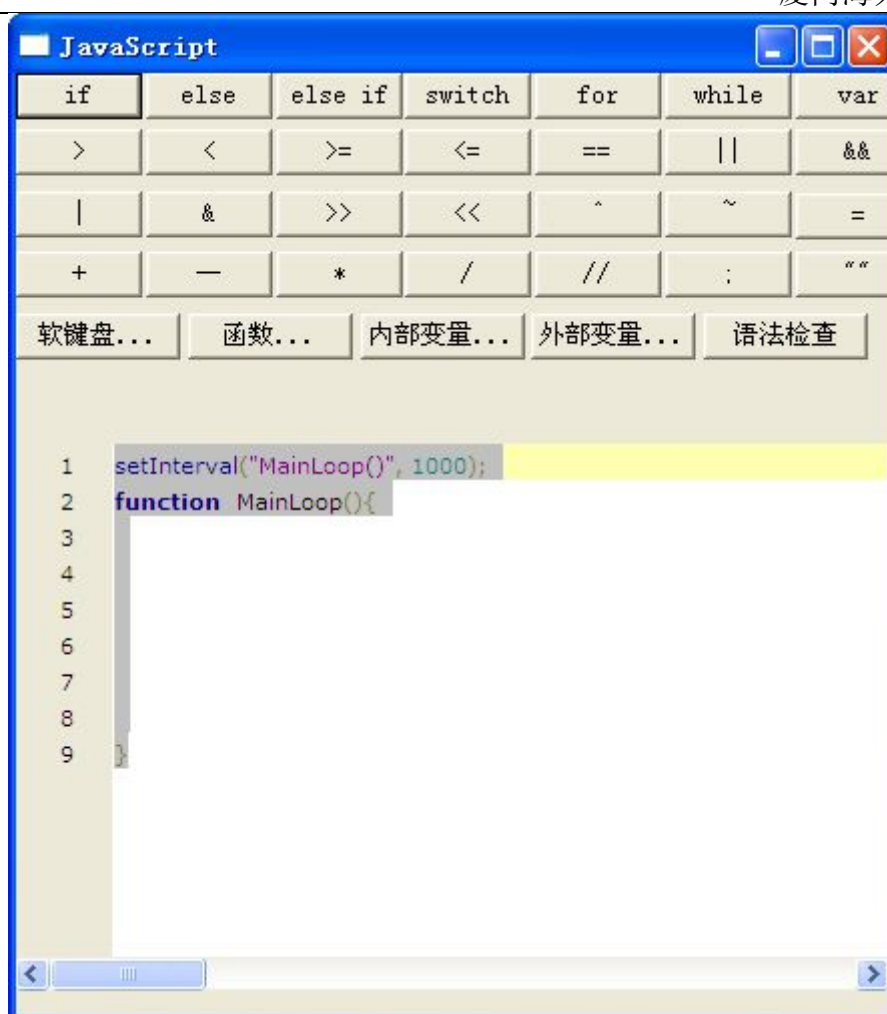 JavaScript
if else else if switch for while var
> < >= <= == || &&
| & >> << ^ ~ =
+ — * / // ; ""
软键盘... 函数... 内部变量... 外部变量... 语法检查
1 setInterval("MainLoop()", 1000);
2 function MainLoop(){
3
4
5
6
7
8
9 }